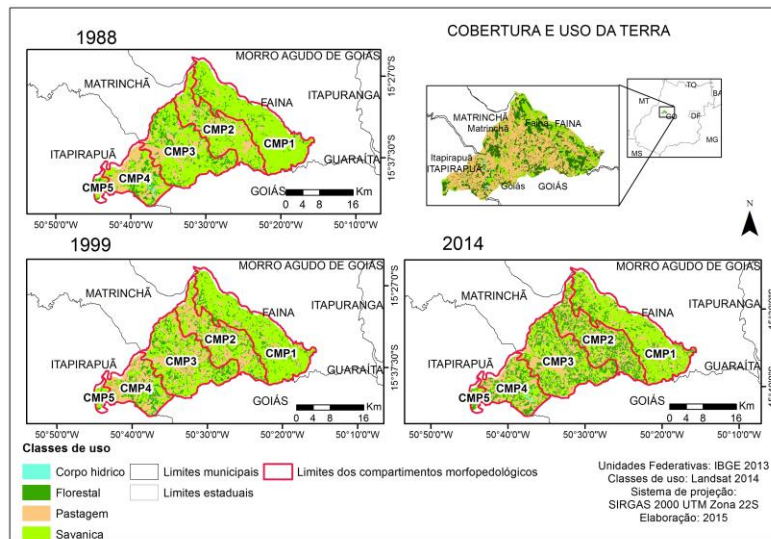 COBERTURA E USO DA TERRA
1988
MORRO AGUDO DE GOIÁS
MATRINCHÃ
ITAPURANGA
FAINA
ITAPIRAPUÃ
GUARAÍTA
GOIÁS
CMP1
CMP2
CMP3
CMP4
CMP5
0 4 8 16
Km
15°27'0"S
15°37'30"S
50°50'0"W 50°40'0"W 50°30'0"W 50°20'0"W 50°10'0"W
MATRINCHÃ
Matrinchã
Faina FAINA
Itapirapuã
ITAPIRAPUÃ
Goiás GOIÁS
MT
TO
BA
GO
DF
MG
MS
N
1999
MORRO AGUDO DE GOIÁS
MATRINCHÃ
ITAPURANGA
FAINA
ITAPIRAPUÃ
GUARAÍTA
GOIÁS
CMP1
CMP2
CMP3
CMP4
CMP5
0 4 8 16
Km
15°27'0"S
15°37'30"S
50°50'0"W 50°40'0"W 50°30'0"W 50°20'0"W 50°10'0"W
2014
MORRO AGUDO DE GOIÁS
MATRINCHÃ
ITAPURANGA
FAINA
ITAPIRAPUÃ
GUARAÍTA
GOIÁS
CMP1
CMP2
CMP3
CMP4
CMP5
0 4 8 16
Km
50°50'0"W 50°40'0"W 50°30'0"W 50°20'0"W 50°10'0"W
Classes de uso
Corpo hídrico
Florestal
Pastagem
Savanica
Limites municipais
Limites estaduais
Limites dos compartimentos morfopedológicos
Unidades Federativas: IBGE 2013
Classes de uso: Landsat 2014
Sistema de projeção:
SIRGAS 2000 UTM Zona 22S
Elaboração: 2015